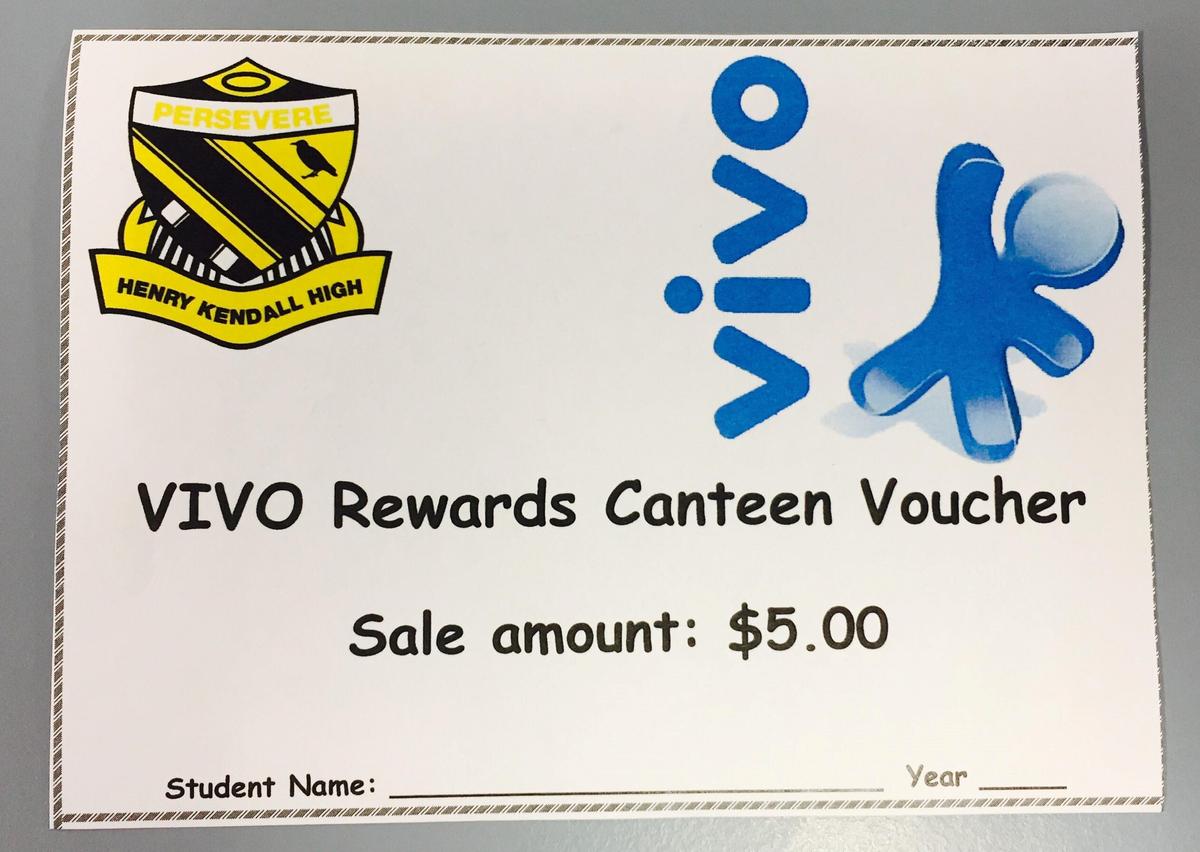 PERSEVERE
HENRY KENDALL HIGH
vivo
VIVO Rewards Canteen Voucher
Sale amount: $5.00
Student Name: Year